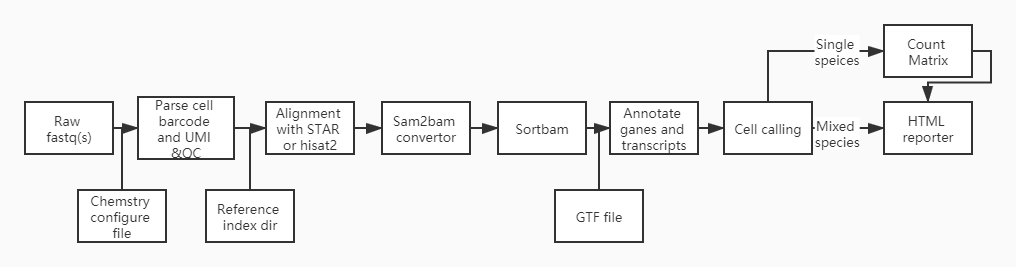 Raw
fastq(s)
Chemstry
configure
file
Parse cell
barcode
and UMI
&QC
Reference
index dir
Alignment
with STAR
or hisat2
Sam2bam
convertor
Sortbam
GTF file
Annotate
ganes and
transcripts
Cell calling
Single
speices
Count
Matrix
Mixed
species
HTML
reporter